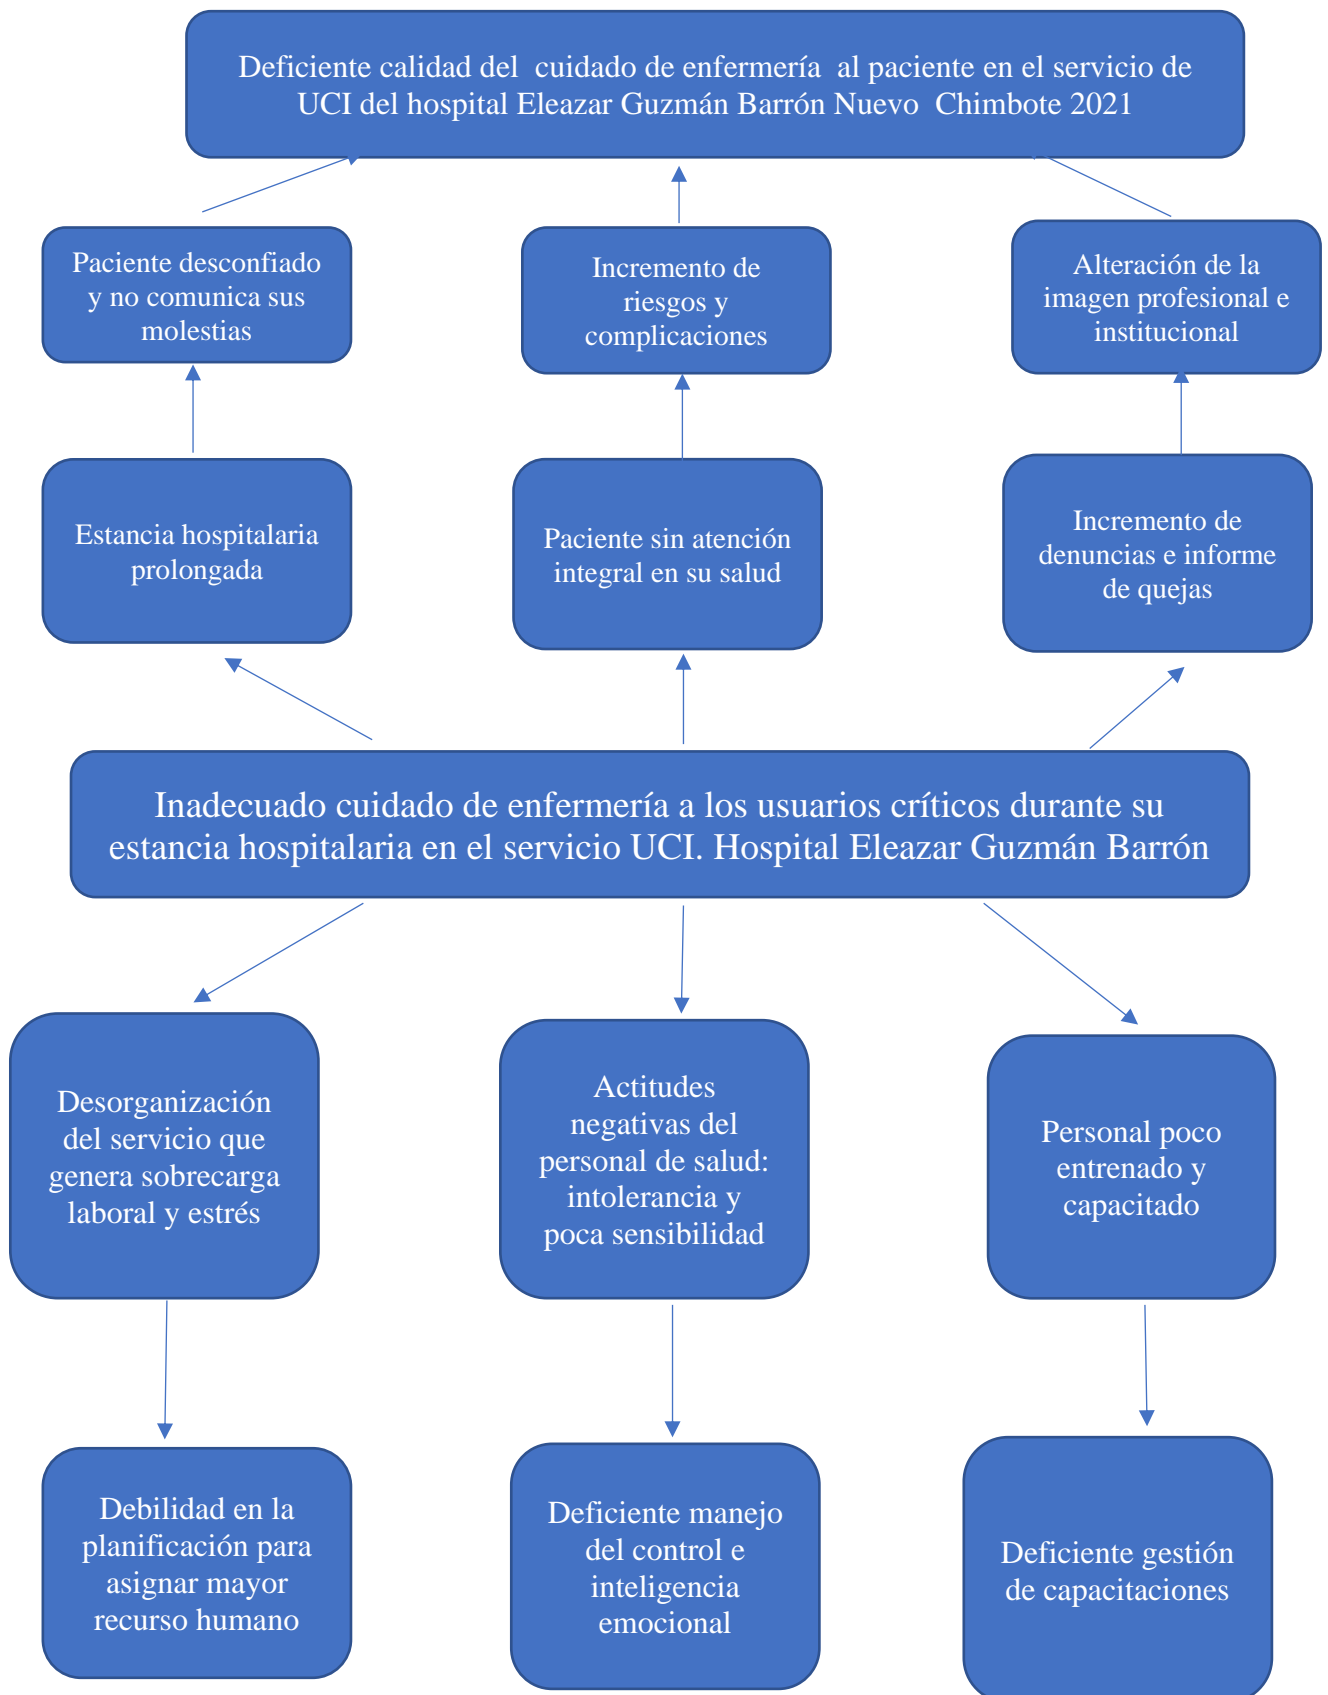 Deficiente calidad del cuidado de enfermería al paciente en el servicio de
UCI del hospital Eleazar Guzmán Barrón Nuevo Chimbote 2021
Paciente desconfiado
y no comunica sus
molestias
Incremento de
riesgos y
complicaciones
Alteración de la
imagen profesional e
institucional
Estancia hospitalaria
prolongada
Paciente sin atención
integral en su salud
Incremento de
denuncias e informe
de quejas
Inadecuado cuidado de enfermería a los usuarios críticos durante su
estancia hospitalaria en el servicio UCI. Hospital Eleazar Guzmán Barrón
Desorganización
del servicio que
genera sobrecarga
laboral y estrés
Actitudes
negativas del
personal de salud:
intolerancia y
poca sensibilidad
Personal poco
entrenado y
capacitado
Debilidad en la
planificación para
asignar mayor
recurso humano
Deficiente manejo
del control e
inteligencia
emocional
Deficiente gestión
de capacitaciones